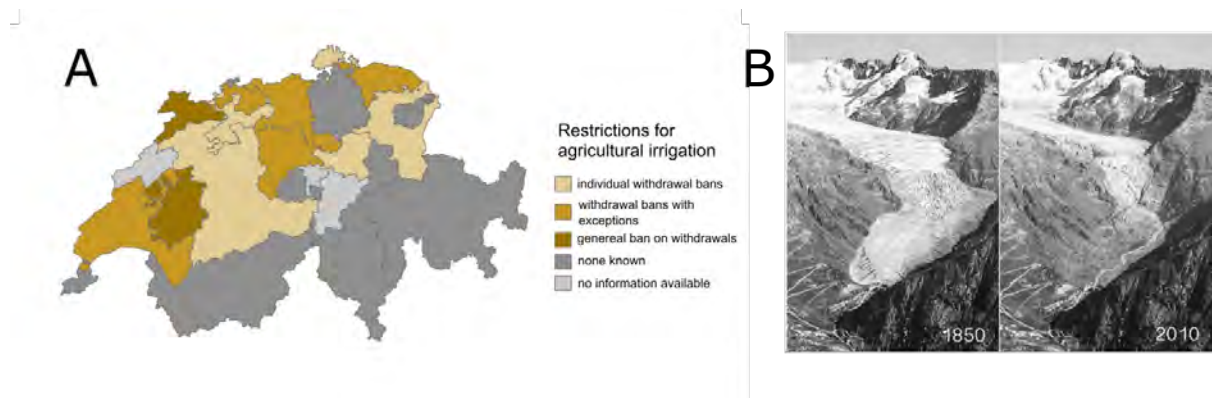 A
Restrictions for
agricultural irrigation
individual withdrawal bans
withdrawal bans with
exceptions
genereal ban on withdrawals
none known
no information available
B
1850
2010